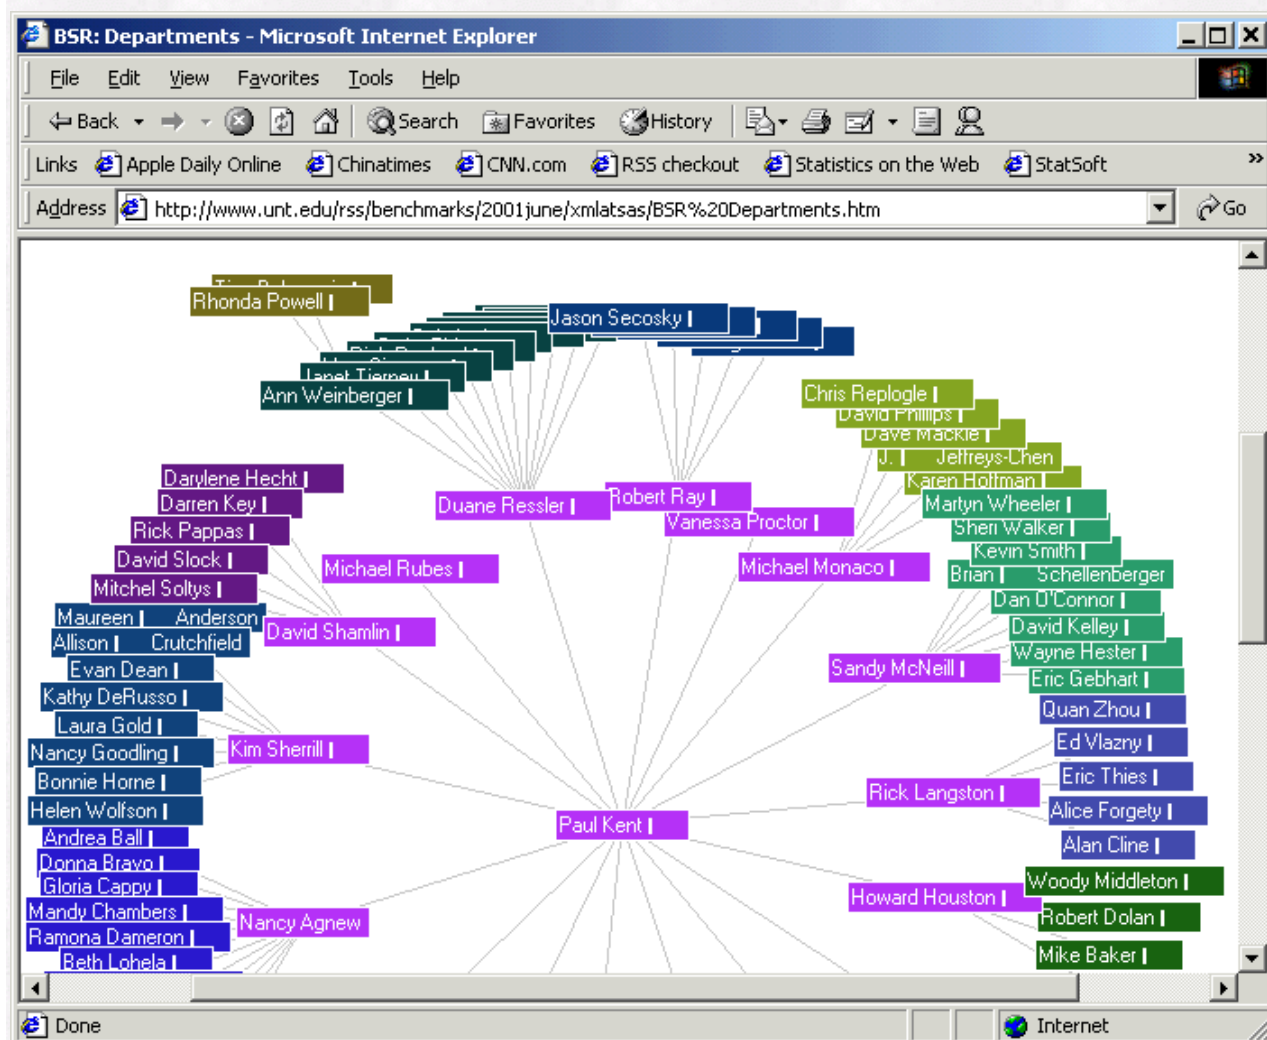 BSR: Departments - Microsoft Internet Explorer
File Edit View Favorites Tools Help
Back Search Favorites History
Links Apple Daily Online Chinatimes CNN.com RSS checkout Statistics on the Web StatSoft »
Address http://www.unt.edu/rss/benchmarks/2001june/xmlatsas/BSR%20Departments.htm Go
Rhonda Powell
Jason Secosky
Janet Tierney
Ann Weinberger
Chris Replogle
David Phillips
Dave Mackie
J. Jeffreys-Chen
Karen Hoffman
Darylene Hecht
Darren Key
Rick Pappas
David Slock
Mitchel Soltys
Duane Ressler
Robert Ray
Vanessa Proctor
Michael Rubes
Michael Monaco
Martyn Wheeler
Sheri Walker
Kevin Smith
Brian Schellenberger
Dan O'Connor
David Kelley
Wayne Hester
Eric Gebhart
Maureen Anderson
Allison Crutchfield
Evan Dean
Kathy DeRusso
Laura Gold
Nancy Goodling
Bonnie Horne
Helen Wolfson
David Shamlin
Sandy McNeill
Kim Sherrill
Quan Zhou
Ed Vlazny
Eric Thies
Alice Forgety
Alan Cline
Rick Langston
Paul Kent
Andrea Ball
Donna Bravo
Gloria Cappy
Mandy Chambers
Ramona Dameron
Beth Lohela
Nancy Agnew
Howard Houston
Woody Middleton
Robert Dolan
Mike Baker
Done Internet